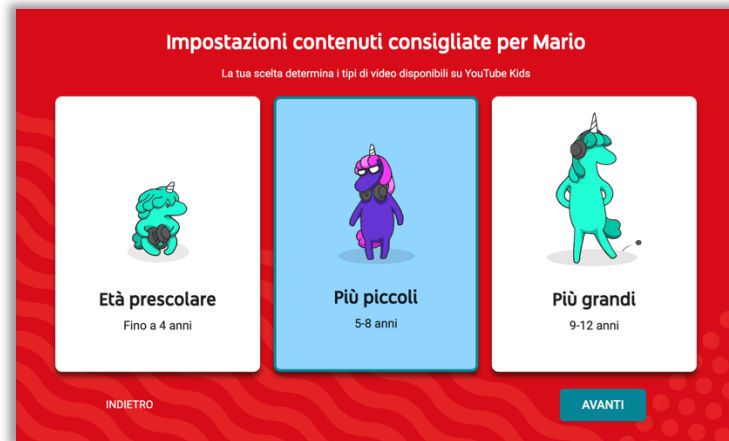 Impostazioni contenuti consigliate per Mario
La tua scelta determina i tipi di video disponibili su YouTube Kids
Età prescolare
Fino a 4 anni
Più piccoli
5-8 anni
Più grandi
9-12 anni
INDIETRO
AVANTI